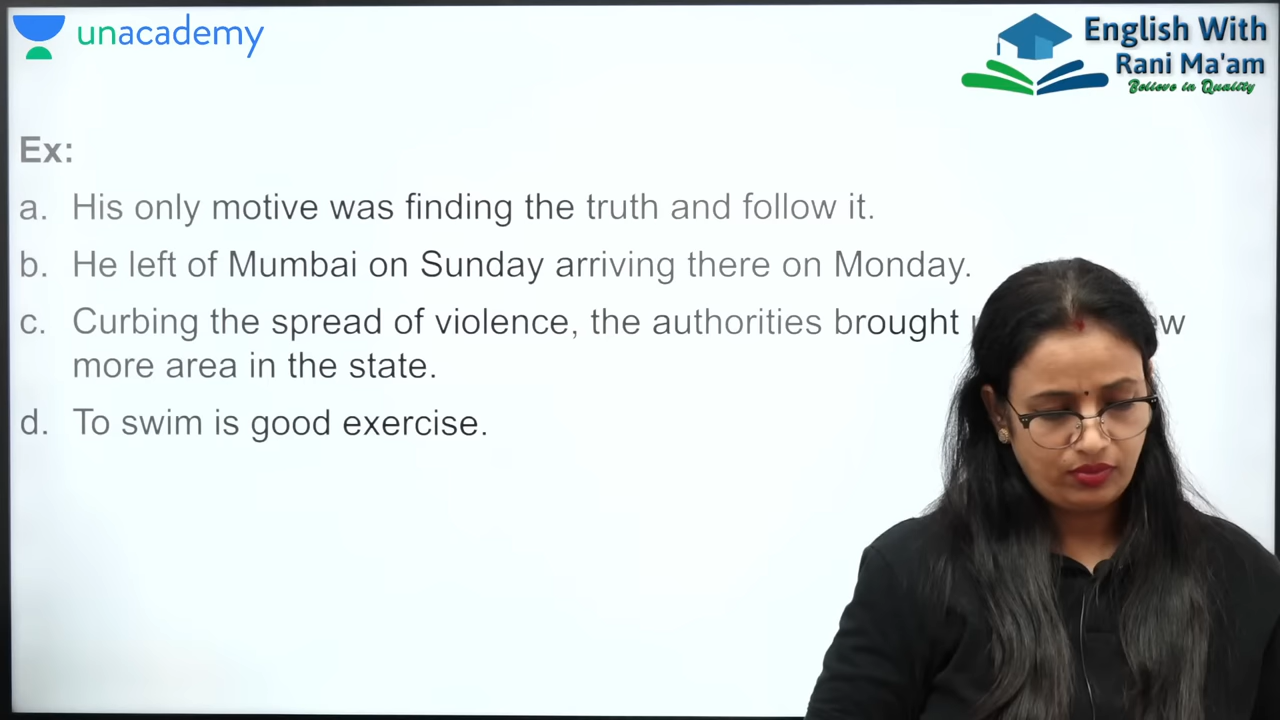 unacademy
English With
Rani Ma'am
Believe in Quality
Ex:
a. His only motive was finding the truth and follow it.
b. He left of Mumbai on Sunday arriving there on Monday.
c. Curbing the spread of violence, the authorities brought
more area in the state.
d. To swim is good exercise.